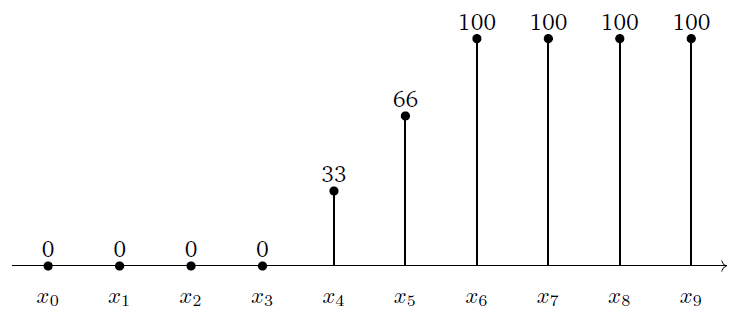 100 100 100 100
66
33
0 0 0 0
x₀ x₁ x₂ x₃ x₄ x₅ x₆ x₇ x₈ x₉